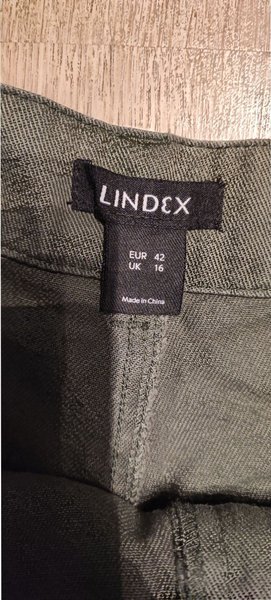 LINDEX
EUR 42
UK 16
Made in China